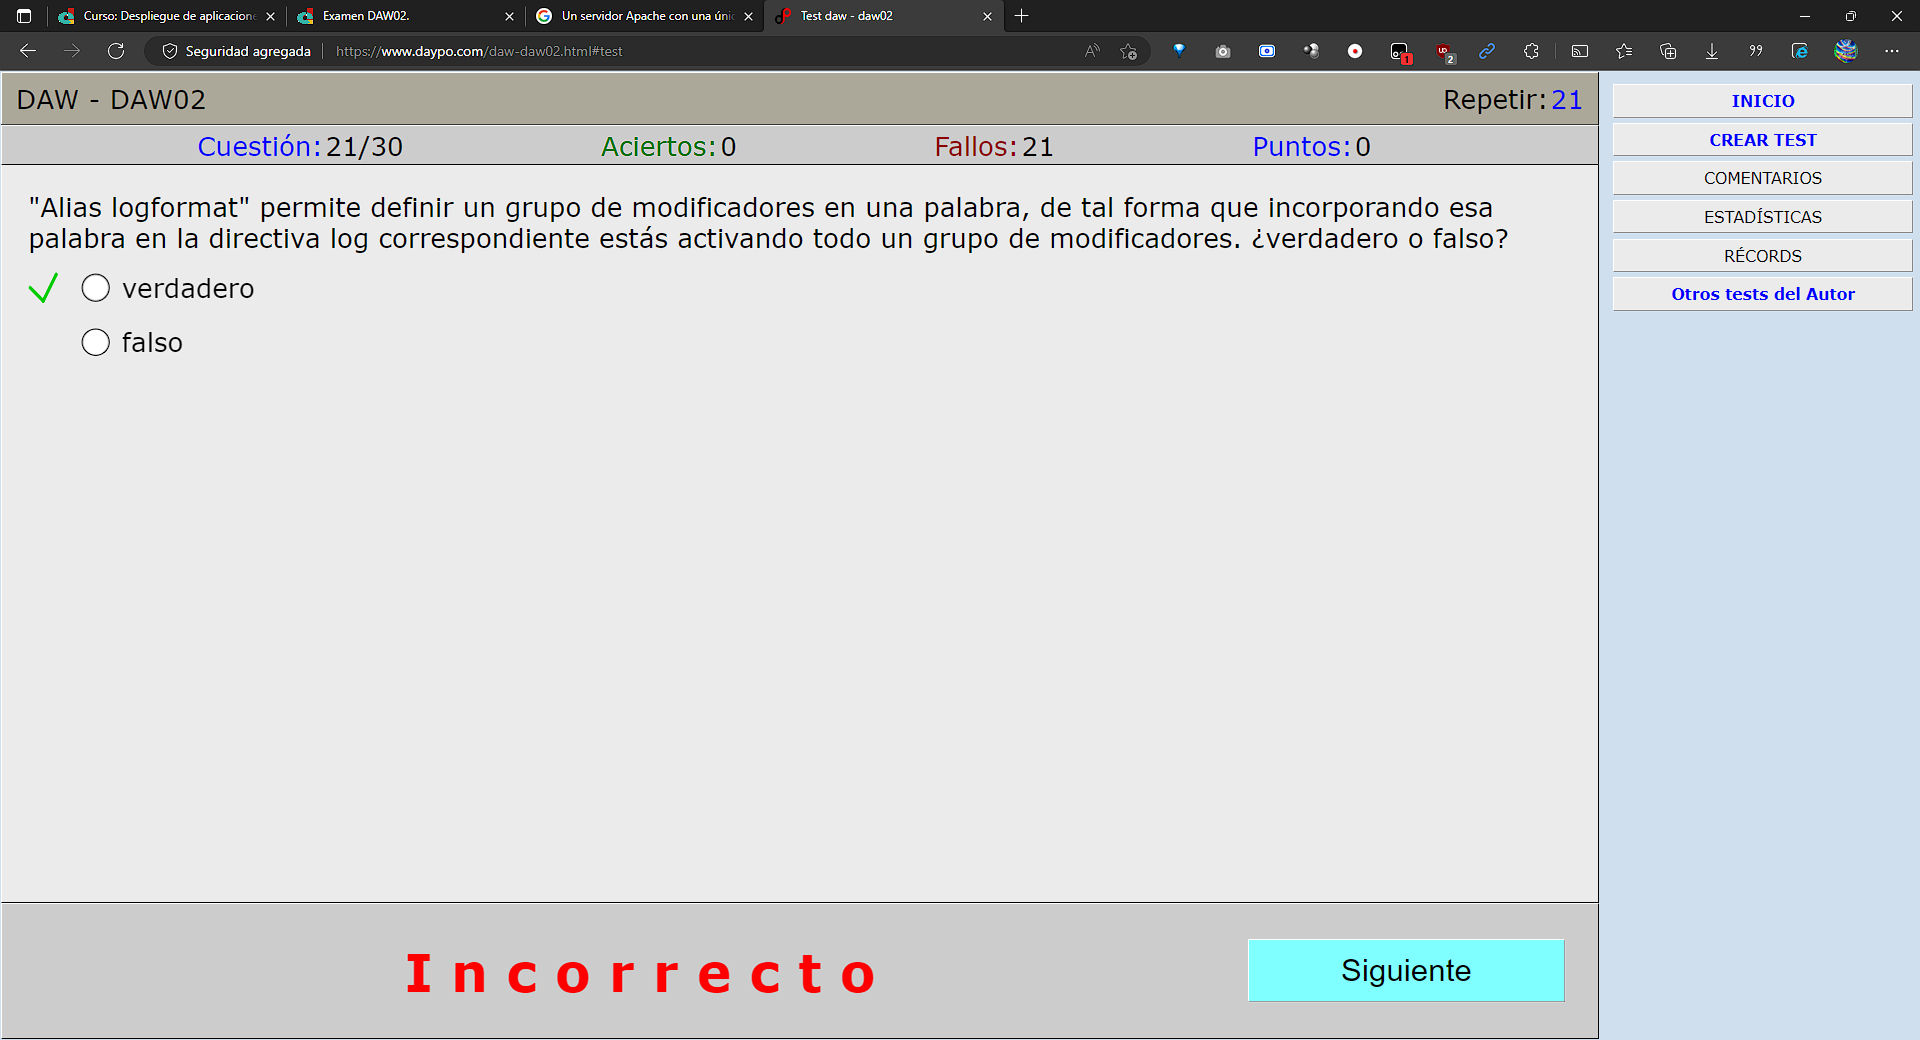 Curso: Despliegue de aplicacione
Examen DAW02.
Un servidor Apache con una únic
Test daw - daw02
Seguridad agregada
https://www.daypo.com/daw-daw02.html#test
1
2
DAW - DAW02
Repetir: 21
Cuestión: 21/30
Aciertos: 0
Fallos: 21
Puntos: 0
"Alias logformat" permite definir un grupo de modificadores en una palabra, de tal forma que incorporando esa
palabra en la directiva log correspondiente estás activando todo un grupo de modificadores. ¿verdadero o falso?
verdadero
falso
Incorrecto
Siguiente
INICIO
CREAR TEST
COMENTARIOS
ESTADÍSTICAS
RÉCORDS
Otros tests del Autor